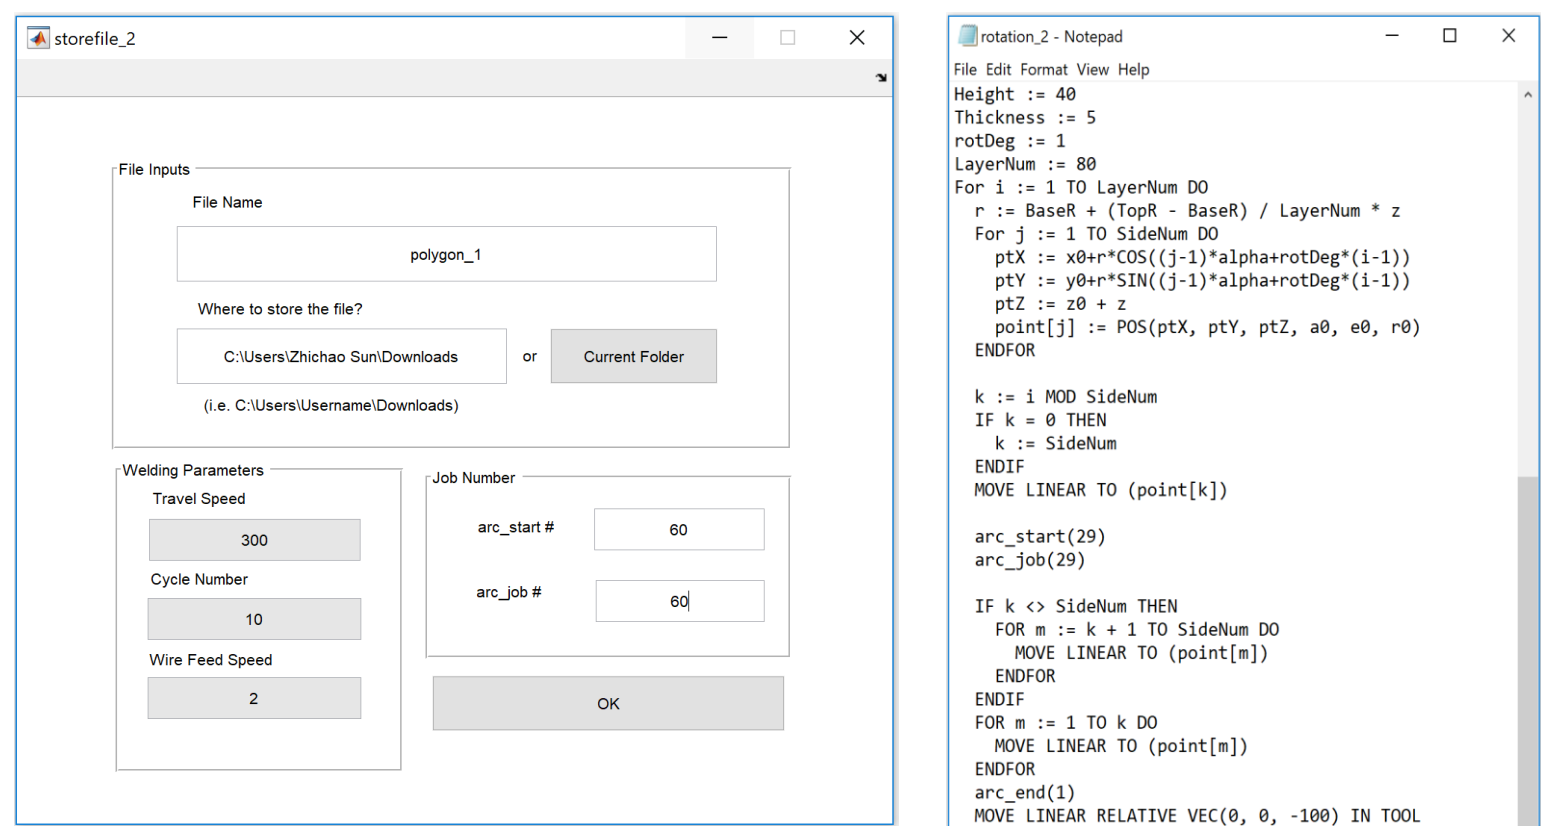 storefile_2
File Inputs
File Name
polygon_1
Where to store the file?
C:\Users\Zhichao Sun\Downloads
or
Current Folder
(i.e. C:\Users\Username\Downloads)
Welding Parameters
Travel Speed
300
Cycle Number
10
Wire Feed Speed
2
Job Number
arc_start #
60
arc_job #
60
OK
rotation_2 - Notepad
File Edit Format View Help
Height := 40
Thickness := 5
rotDeg := 1
LayerNum := 80
For i := 1 TO LayerNum DO
  r := BaseR + (TopR - BaseR) / LayerNum * z
  For j := 1 TO SideNum DO
    ptX := x0+r*COS((j-1)*alpha+rotDeg*(i-1))
    ptY := y0+r*SIN((j-1)*alpha+rotDeg*(i-1))
    ptZ := z0 + z
    point[j] := POS(ptX, ptY, ptZ, a0, e0, r0)
  ENDFOR
  k := i MOD SideNum
  IF k = 0 THEN
    k := SideNum
  ENDIF
  MOVE LINEAR TO (point[k])
  arc_start(29)
  arc_job(29)
  IF k <> SideNum THEN
    FOR m := k + 1 TO SideNum DO
      MOVE LINEAR TO (point[m])
    ENDFOR
  ENDIF
  FOR m := 1 TO k DO
    MOVE LINEAR TO (point[m])
  ENDFOR
  arc_end(1)
  MOVE LINEAR RELATIVE VEC(0, 0, -100) IN TOOL